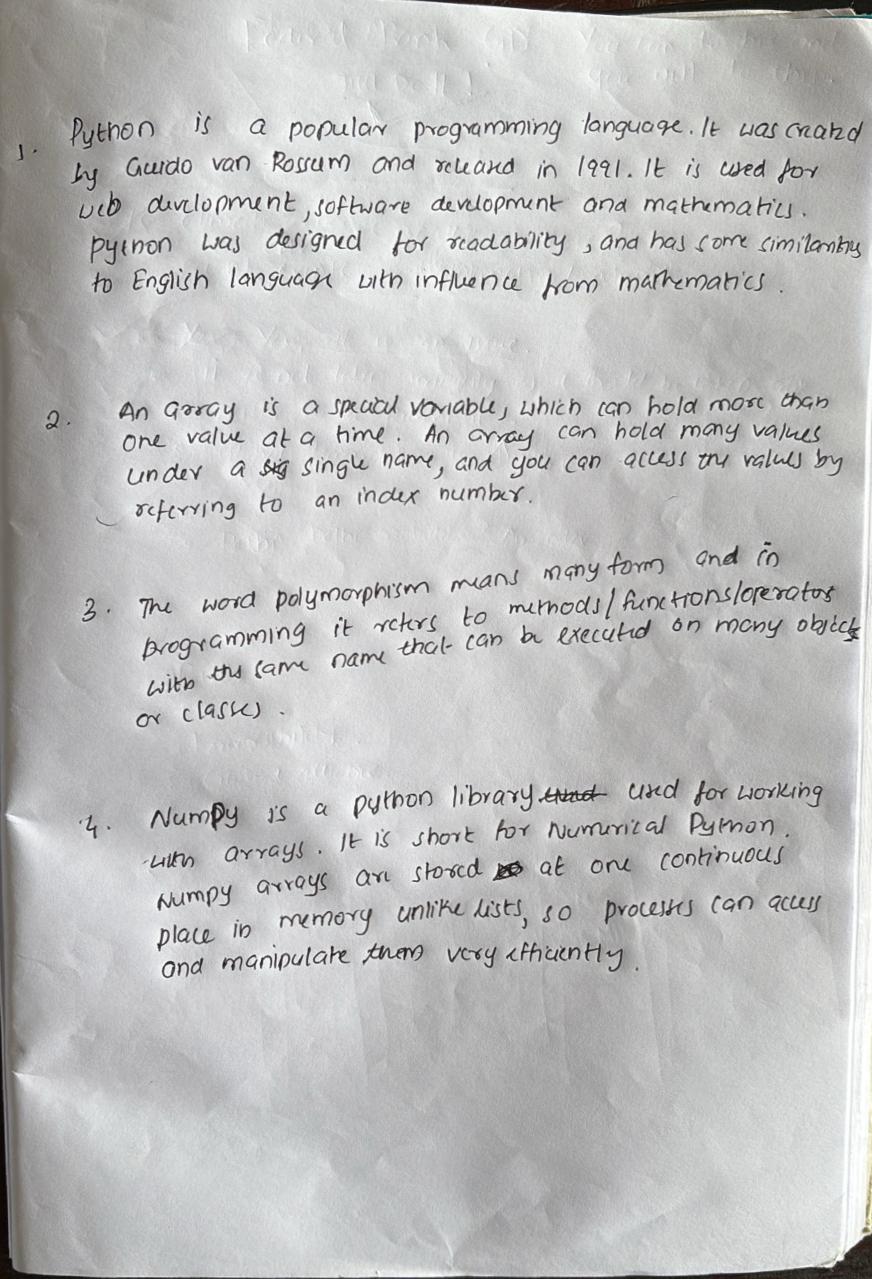 1. Python is a popular programming language. It was created
by Guido van Rossum and released in 1991. It is used for
web development, software development and mathematics.
Python was designed for readability, and has some similarities
to English language with influence from mathematics.
2. An array is a special variable, which can hold more than
one value at a time. An array can hold many values
under a sig single name, and you can access the values by
referring to an index number.
3. The word polymorphism means many form and in
programming it refers to methods/functions/operator
with the same name that can be executed on many objects
or classes.
4. NumPy is a python library used for working
with arrays. It is short for Numerical Python.
Numpy arrays are stored at one continuous
place in memory unlike lists, so processes can access
and manipulate them very efficiently.